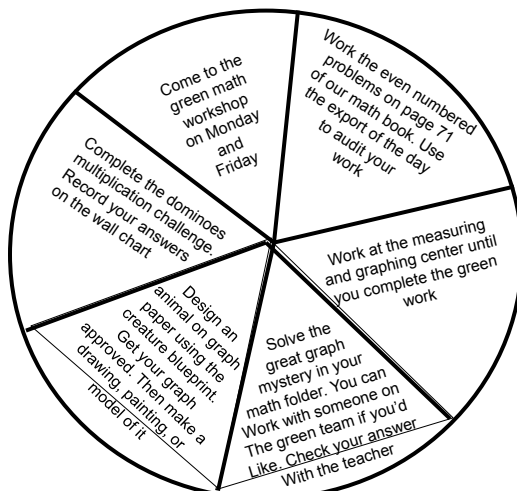 Come to the
green math
workshop
on Monday
and
Friday
Work the even numbered
problems on page 71
of our math book. Use
the export of the day
to audit your
work
Work at the measuring
and graphing center until
you complete the green
work
Solve the
great graph
mystery in your
math folder. You can
Work with someone on
The green team if you’d
Like. Check your answer
With the teacher
Design an
animal on graph
paper using the
creature blueprint.
Get your graph
approved. Then make a
drawing, painting, or
model of it
Complete the dominoes
multiplication challenge.
Record your answers
on the wall chart